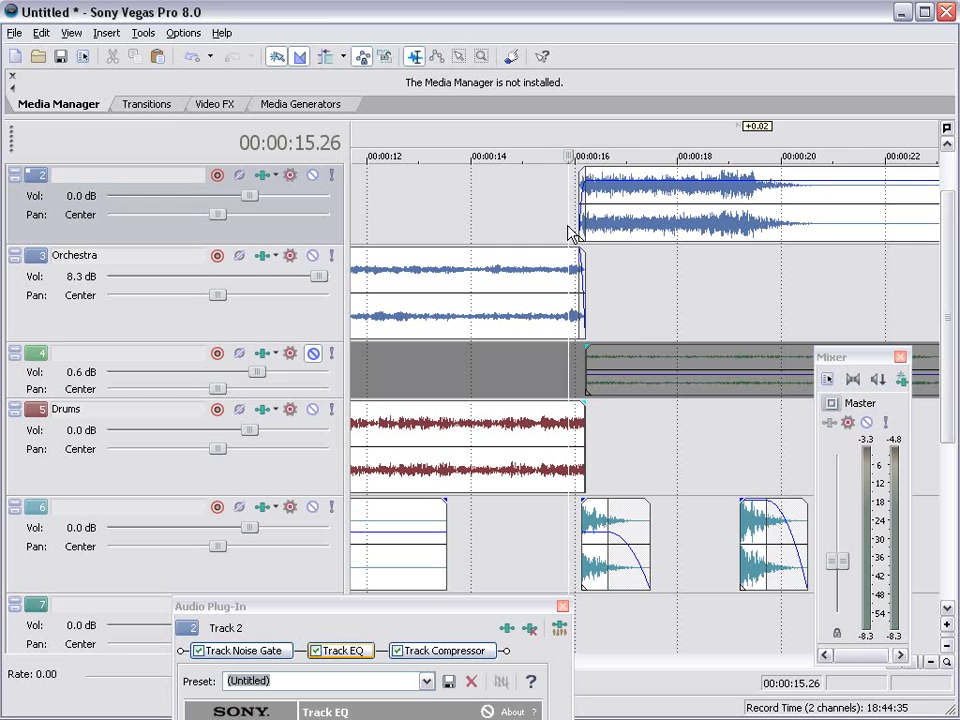 Untitled * - Sony Vegas Pro 8.0
File Edit View Insert Tools Options Help
The Media Manager is not installed.
Media Manager Transitions Video FX Media Generators
+0.02
00:00:15.26
00:00:12 00:00:14 00:00:16 00:00:18 00:00:20 00:00:22
2
Vol: 0.0 dB
Pan: Center
3 Orchestra
Vol: 8.3 dB
Pan: Center
4
Vol: 0.6 dB
Pan: Center
5 Drums
Vol: 0.0 dB
Pan: Center
6
Vol: 0.0 dB
Pan: Center
7
Vol: 0.0 dB
Pan: Center
Rate: 0.00
Mixer
Master
-3.3 -4.8
6
12
18
24
30
36
42
48
54
-8.3 -8.3
Audio Plug-In
2 Track 2
Track Noise Gate Track EQ Track Compressor
Preset: (Untitled)
SONY. Track EQ About ?
00:00:15.26
Record Time (2 channels): 18:44:35